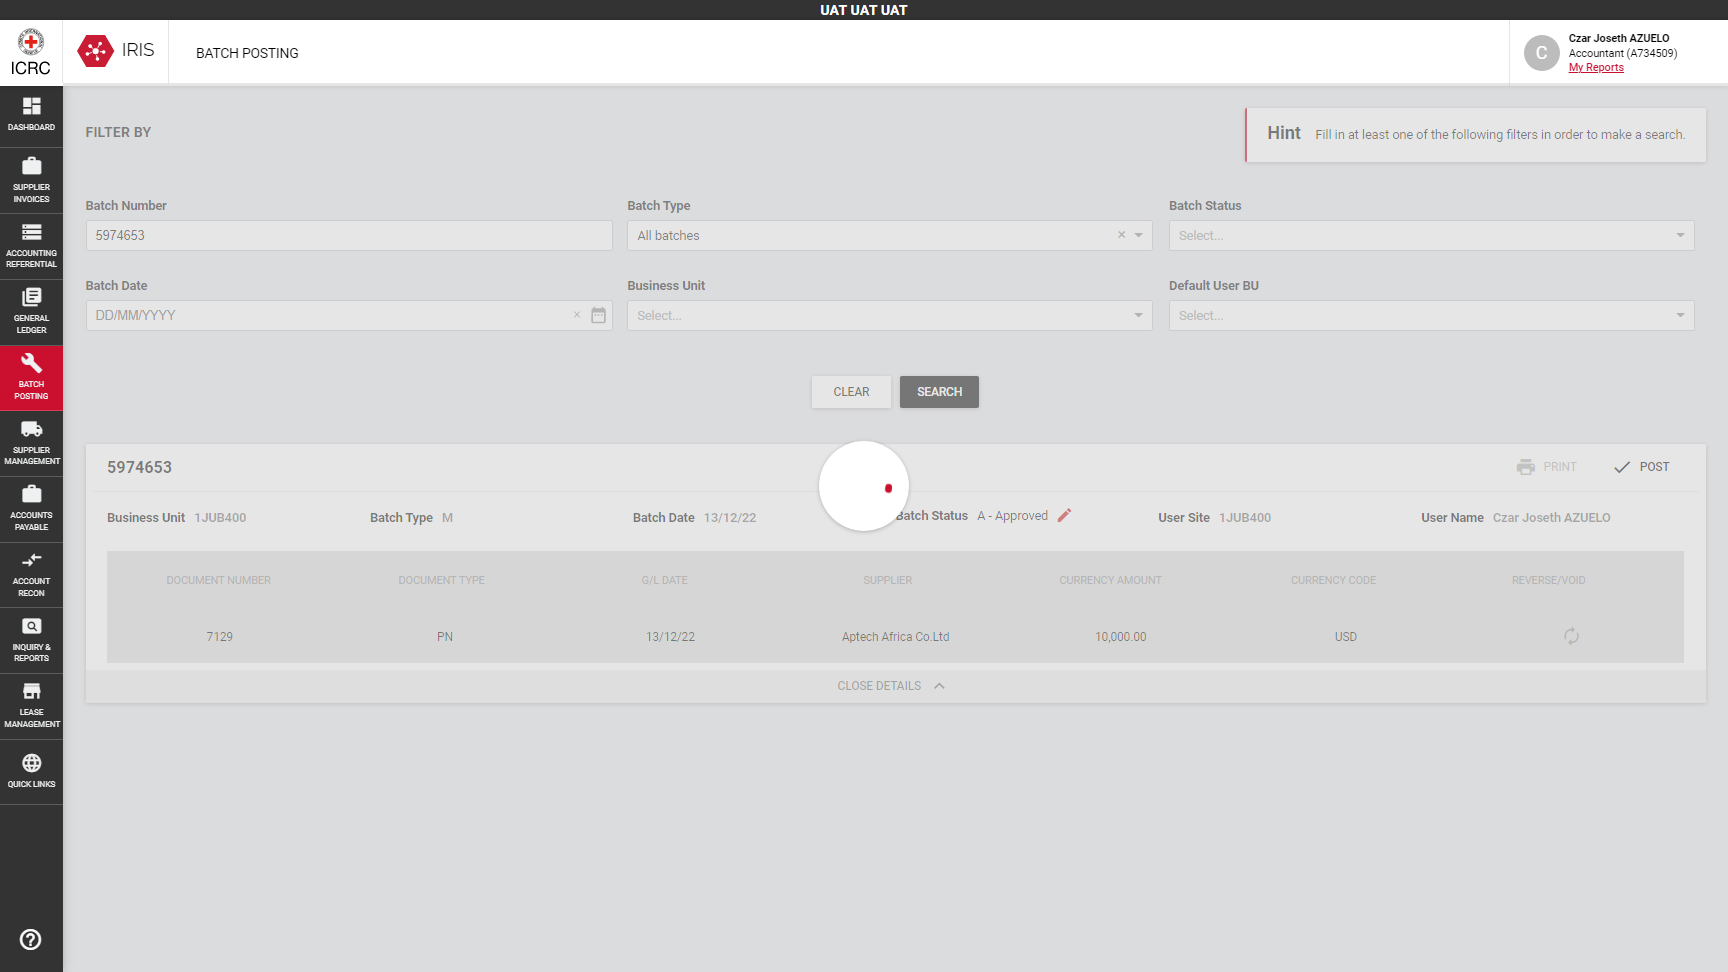 UAT UAT UAT
ICRC
IRIS
BATCH POSTING
C
Czar Joseth AZUELO
Accountant (A734509)
My Reports
DASHBOARD
SUPPLIER
INVOICES
ACCOUNTING
REFERENTIAL
GENERAL
LEDGER
BATCH
POSTING
SUPPLIER
MANAGEMENT
ACCOUNTS
PAYABLE
ACCOUNT
RECON
INQUIRY &
REPORTS
LEASE
MANAGEMENT
QUICK LINKS
FILTER BY
Hint Fill in at least one of the following filters in order to make a search.
Batch Number Batch Type Batch Status
5974653 All batches Select...
Batch Date Business Unit Default User BU
DD/MM/YYYY Select... Select...
CLEAR SEARCH
5974653 PRINT POST
Business Unit 1JUB400 Batch Type M Batch Date 13/12/22 Batch Status A - Approved User Site 1JUB400 User Name Czar Joseth AZUELO
DOCUMENT NUMBER DOCUMENT TYPE G/L DATE SUPPLIER CURRENCY AMOUNT CURRENCY CODE REVERSE/VOID
7129 PN 13/12/22 Aptech Africa Co.Ltd 10,000.00 USD
CLOSE DETAILS